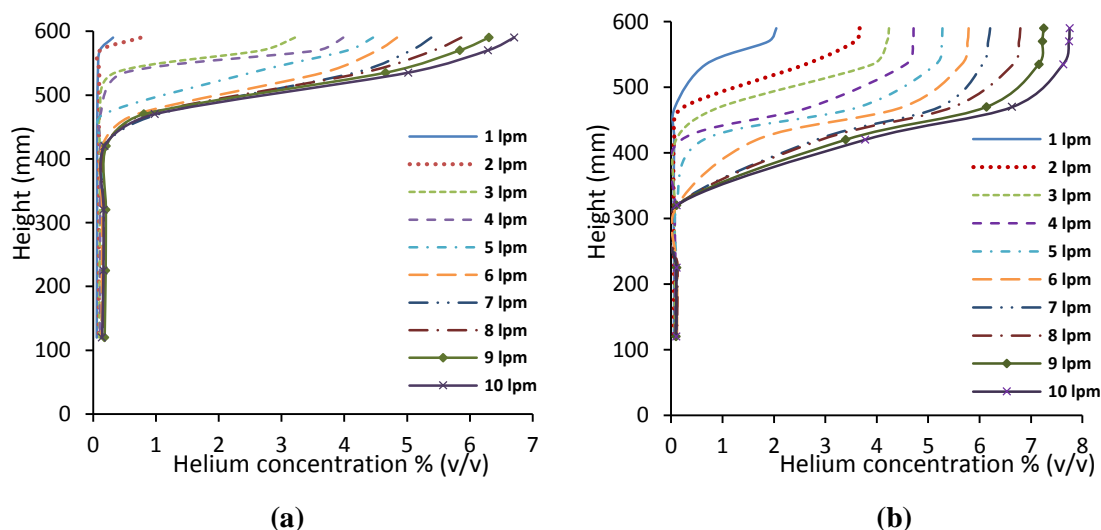 600
500
400
300
200
100
0
Height (mm)
0 1 2 3 4 5 6 7
Helium concentration % (v/v)
1 lpm
2 lpm
3 lpm
4 lpm
5 lpm
6 lpm
7 lpm
8 lpm
9 lpm
10 lpm
(a)
600
500
400
300
200
100
0
Height (mm)
0 1 2 3 4 5 6 7 8
Helium concentration % (v/v)
1 lpm
2 lpm
3 lpm
4 lpm
5 lpm
6 lpm
7 lpm
8 lpm
9 lpm
10 lpm
(b)